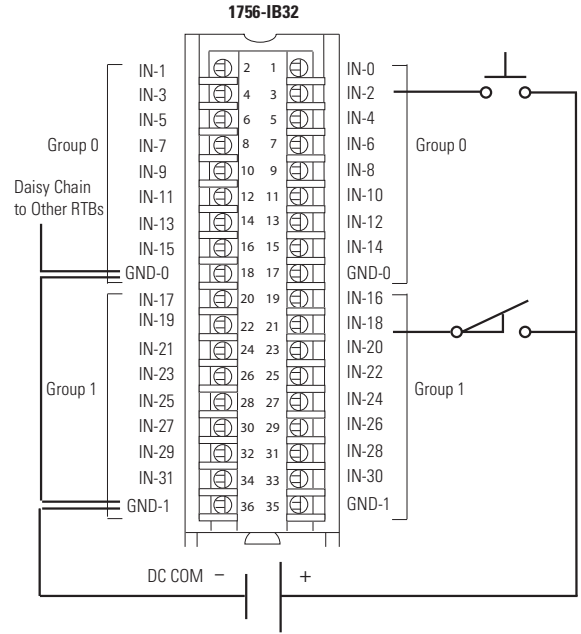 1756-IB32
IN-1 2 1 IN-0
IN-3 4 3 IN-2
IN-5 6 5 IN-4
Group 0 IN-7 8 7 IN-6 Group 0
IN-9 10 9 IN-8
Daisy Chain
to Other RTBs
IN-11 12 11 IN-10
IN-13 14 13 IN-12
IN-15 16 15 IN-14
GND-0 18 17 GND-0
IN-17 20 19 IN-16
IN-19 22 21 IN-18
IN-21 24 23 IN-20
IN-23 26 25 IN-22
Group 1 IN-25 28 27 IN-24 Group 1
IN-27 30 29 IN-26
IN-29 32 31 IN-28
IN-31 34 33 IN-30
GND-1 36 35 GND-1
DC COM – +